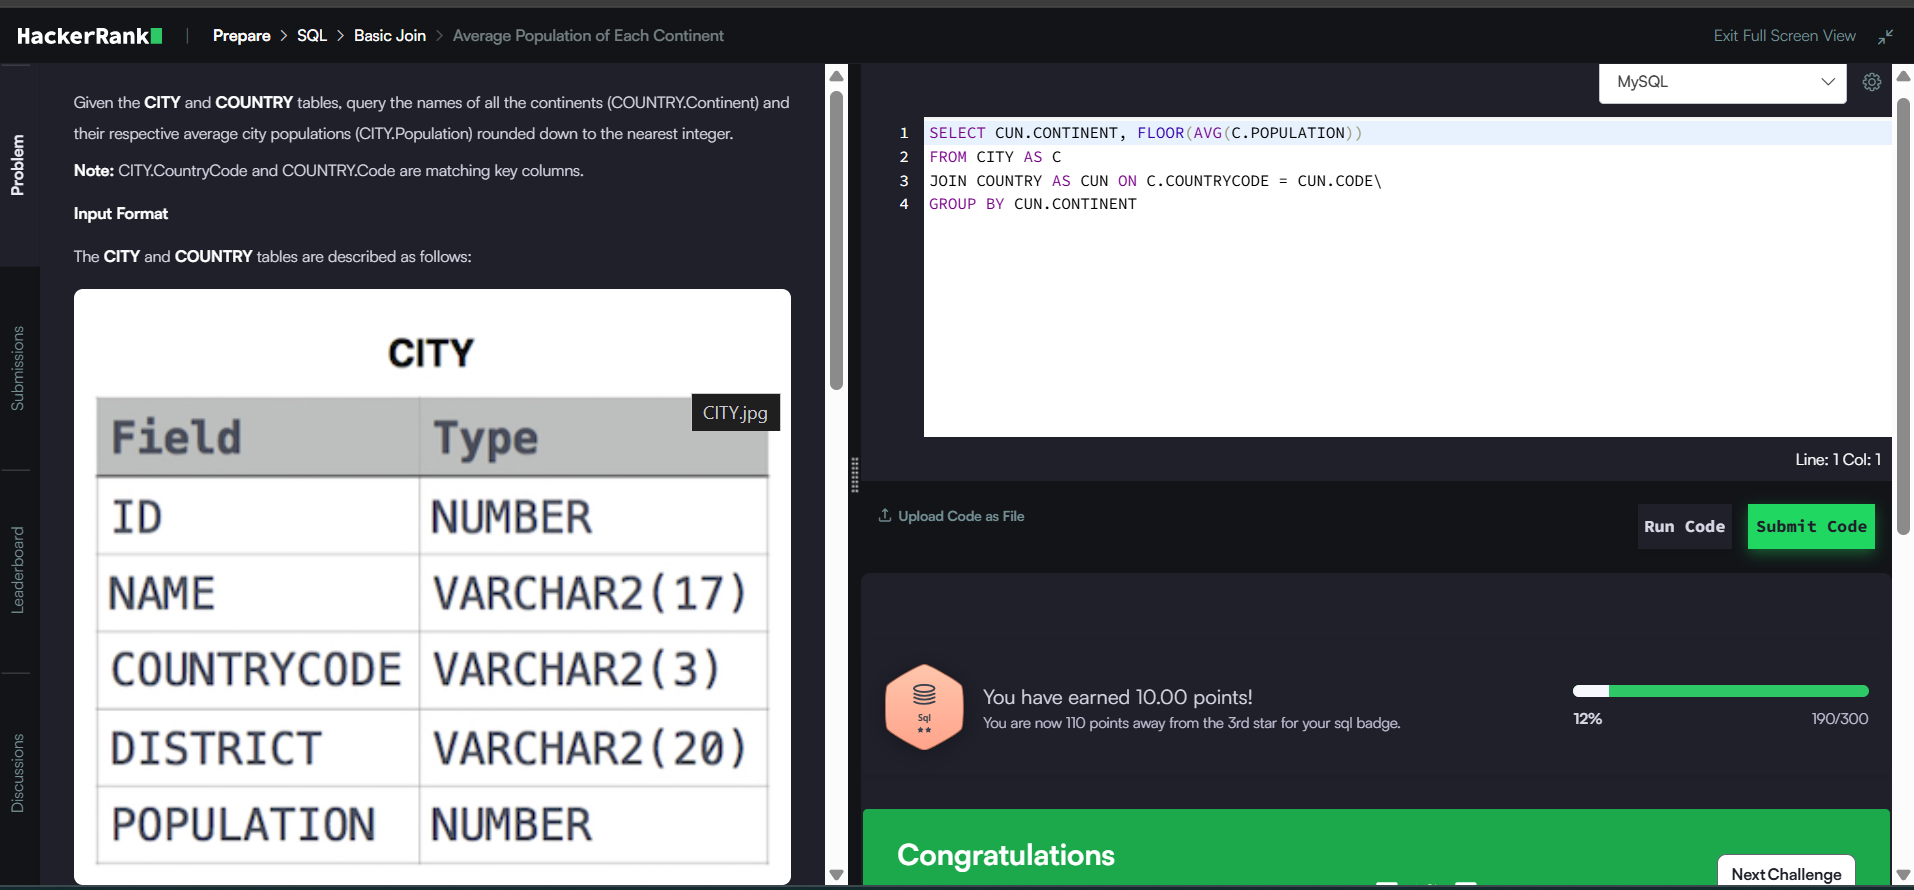 HackerRank
Prepare > SQL > Basic Join > Average Population of Each Continent
Exit Full Screen View
Problem
Submissions
Leaderboard
Discussions
Given the CITY and COUNTRY tables, query the names of all the continents (COUNTRY.Continent) and
their respective average city populations (CITY.Population) rounded down to the nearest integer.
Note: CITY.CountryCode and COUNTRY.Code are matching key columns.
Input Format
The CITY and COUNTRY tables are described as follows:
CITY
CITY.jpg
Field Type
ID NUMBER
NAME VARCHAR2(17)
COUNTRYCODE VARCHAR2(3)
DISTRICT VARCHAR2(20)
POPULATION NUMBER
MySQL
1 SELECT CUN.CONTINENT, FLOOR(AVG(C.POPULATION))
2 FROM CITY AS C
3 JOIN COUNTRY AS CUN ON C.COUNTRYCODE = CUN.CODE\
4 GROUP BY CUN.CONTINENT
Line: 1 Col: 1
Upload Code as File
Run Code
Submit Code
Sql
You have earned 10.00 points!
You are now 110 points away from the 3rd star for your sql badge.
12%
190/300
Congratulations
Next Challenge